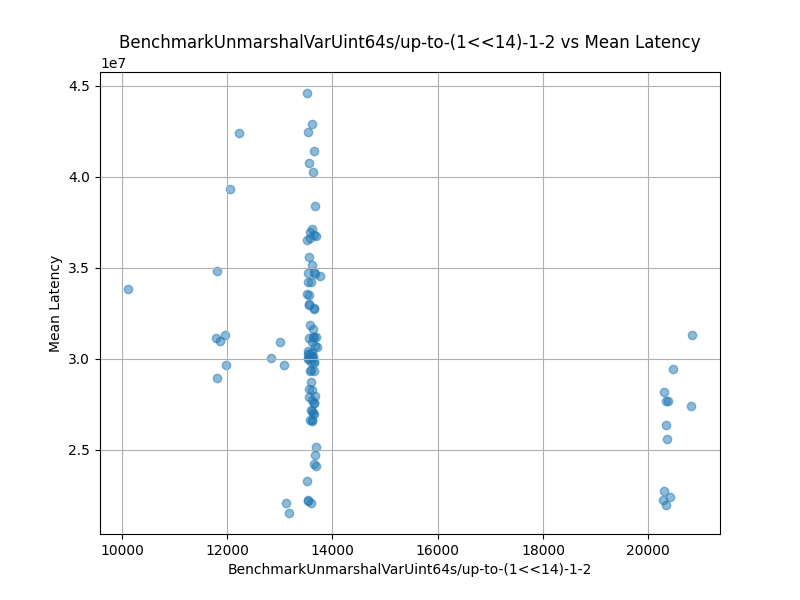 BenchmarkUnmarshalVarUint64s/up-to-(1<<14)-1-2 vs Mean Latency
1e7
4.5
4.0
3.5
3.0
2.5
Mean Latency
10000 12000 14000 16000 18000 20000
BenchmarkUnmarshalVarUint64s/up-to-(1<<14)-1-2